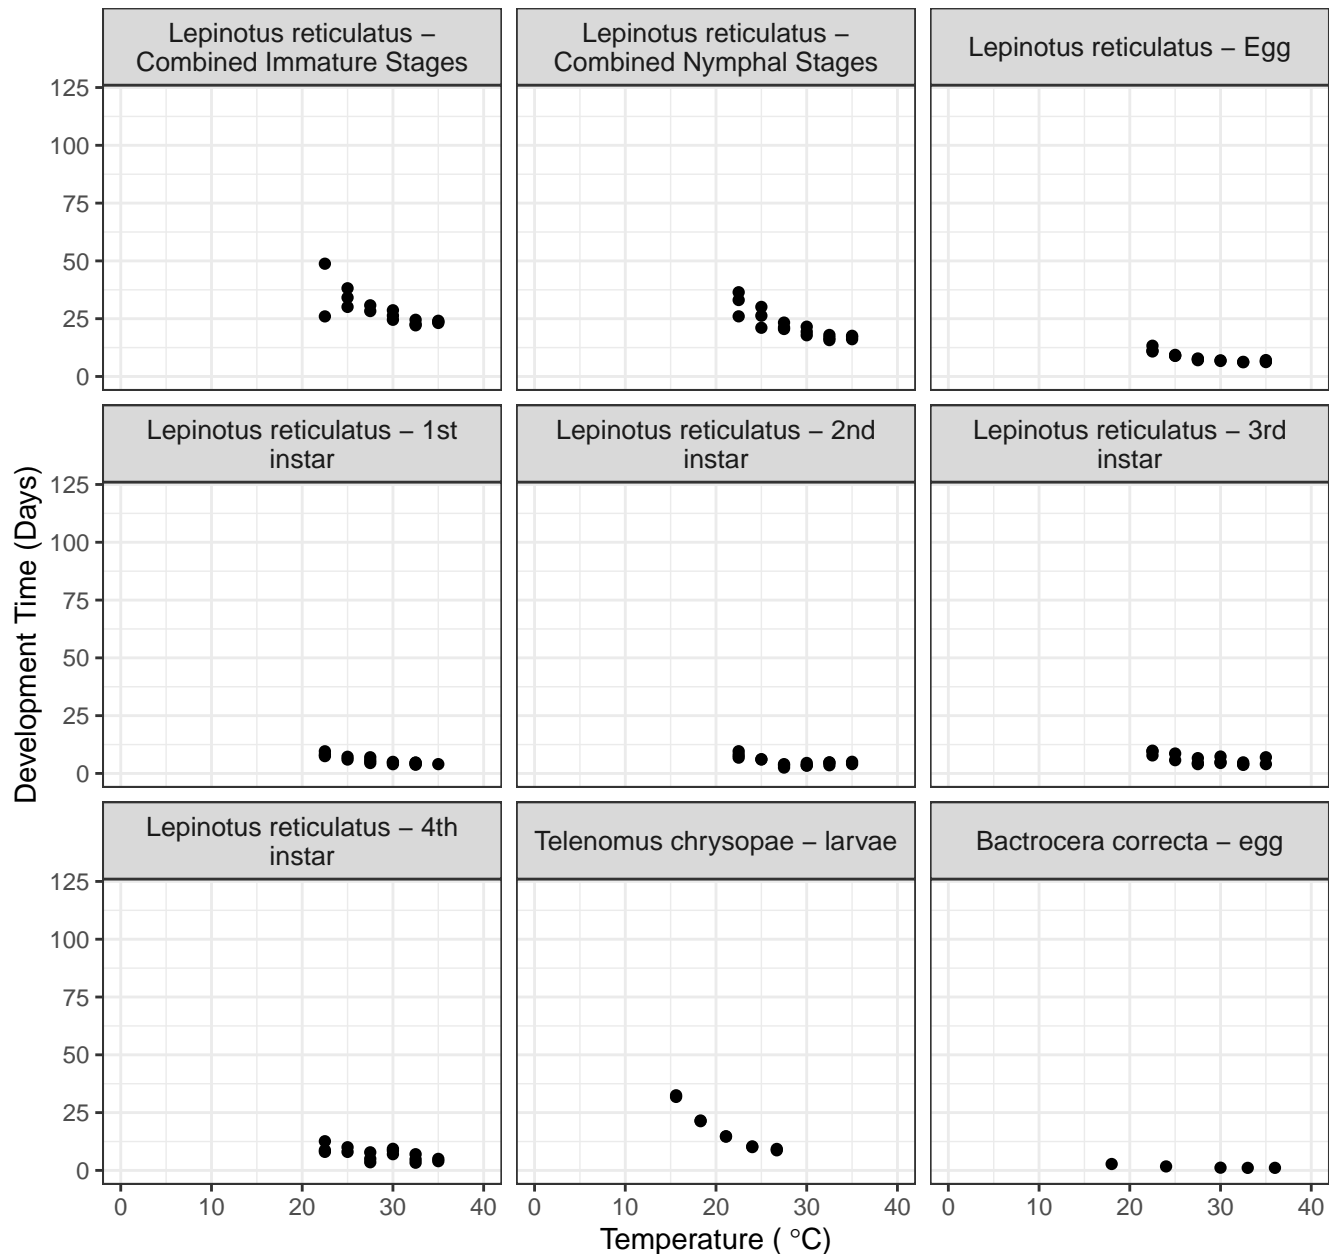 Lepinotus reticulatus −
Combined Immature Stages
Lepinotus reticulatus −
Combined Nymphal Stages
Lepinotus reticulatus − Egg
125
100
75
50
25
0
Lepinotus reticulatus − 1st
instar
Lepinotus reticulatus − 2nd
instar
Lepinotus reticulatus − 3rd
instar
125
100
75
50
25
0
Development Time (Days)
Lepinotus reticulatus − 4th
instar
Telenomus chrysopae − larvae
Bactrocera correcta − egg
125
100
75
50
25
0
0 10 20 30 40
0 10 20 30 40
0 10 20 30 40
Temperature ( °C)